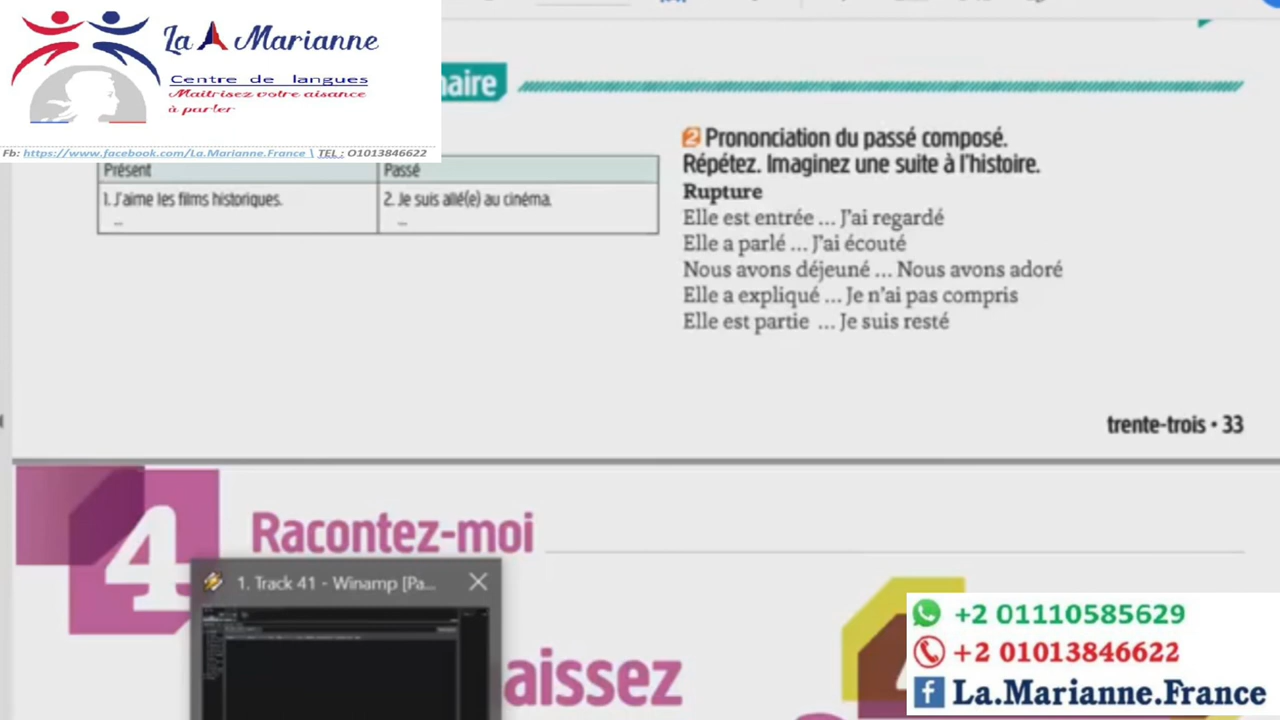 La Marianne
Centre de langues
Maîtrisez votre aisance
à parler
Fb: https://www.facebook.com/La.Marianne.France \ TEL : 01013846622
naire
Présent
Passé
1. J'aime les films historiques.
2. Je suis allé(e) au cinéma.
...
...
2 Prononciation du passé composé.
Répétez. Imaginez une suite à l'histoire.
Rupture
Elle est entrée ... J'ai regardé
Elle a parlé ... J'ai écouté
Nous avons déjeuné ... Nous avons adoré
Elle a expliqué ... Je n'ai pas compris
Elle est partie ... Je suis resté
trente-trois • 33
4 Racontez-moi
1. Track 41 - Winamp [Pa...
aissez
+2 01110585629
+2 01013846622
La.Marianne.France